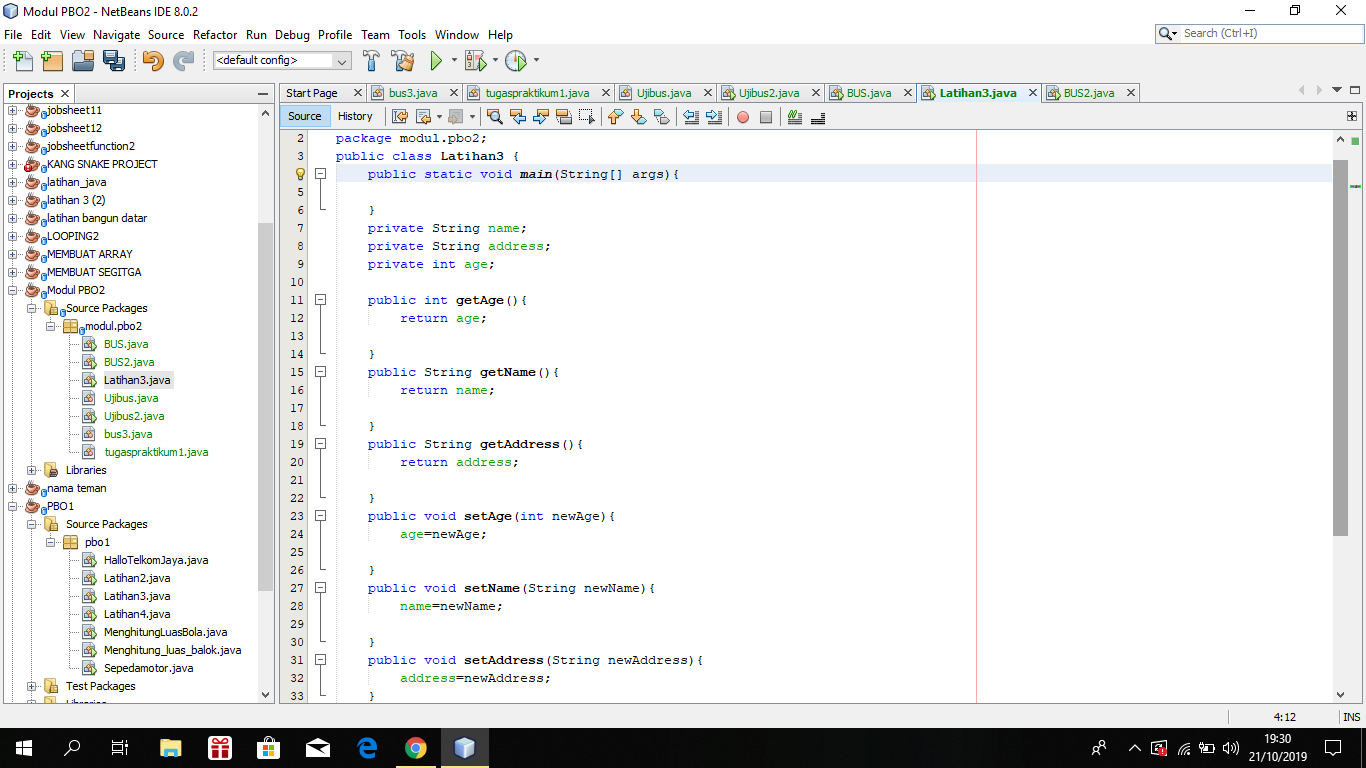 Modul PBO2 - NetBeans IDE 8.0.2
File Edit View Navigate Source Refactor Run Debug Profile Team Tools Window Help
Search (Ctrl+I)
<default config>
Projects
Start Page bus3.java tugaspraktikum1.java Ujibus.java Ujibus2.java BUS.java Latihan3.java BUS2.java
Source History
jobsheet11
jobsheet12
jobsheetfunction2
KANG SNAKE PROJECT
latihan_java
latihan 3 (2)
latihan bangun datar
LOOPING2
MEMBUAT ARRAY
MEMBUAT SEGITGA
Modul PBO2
Source Packages
modul.pbo2
BUS.java
BUS2.java
Latihan3.java
Ujibus.java
Ujibus2.java
bus3.java
tugaspraktikum1.java
Libraries
nama teman
PBO1
Source Packages
pbo1
HalloTelkomJaya.java
Latihan2.java
Latihan3.java
Latihan4.java
MenghitungLuasBola.java
Menghitung_luas_balok.java
Sepedamotor.java
Test Packages
Libraries
2 package modul.pbo2;
3 public class Latihan3 {
public static void main(String[] args){
5
6 }
7 private String name;
8 private String address;
9 private int age;
10
11 public int getAge(){
12 return age;
13
14 }
15 public String getName(){
16 return name;
17
18 }
19 public String getAddress(){
20 return address;
21
22 }
23 public void setAge(int newAge){
24 age=newAge;
25
26 }
27 public void setName(String newName){
28 name=newName;
29
30 }
31 public void setAddress(String newAddress){
32 address=newAddress;
33 }
4:12 INS
19:30
21/10/2019